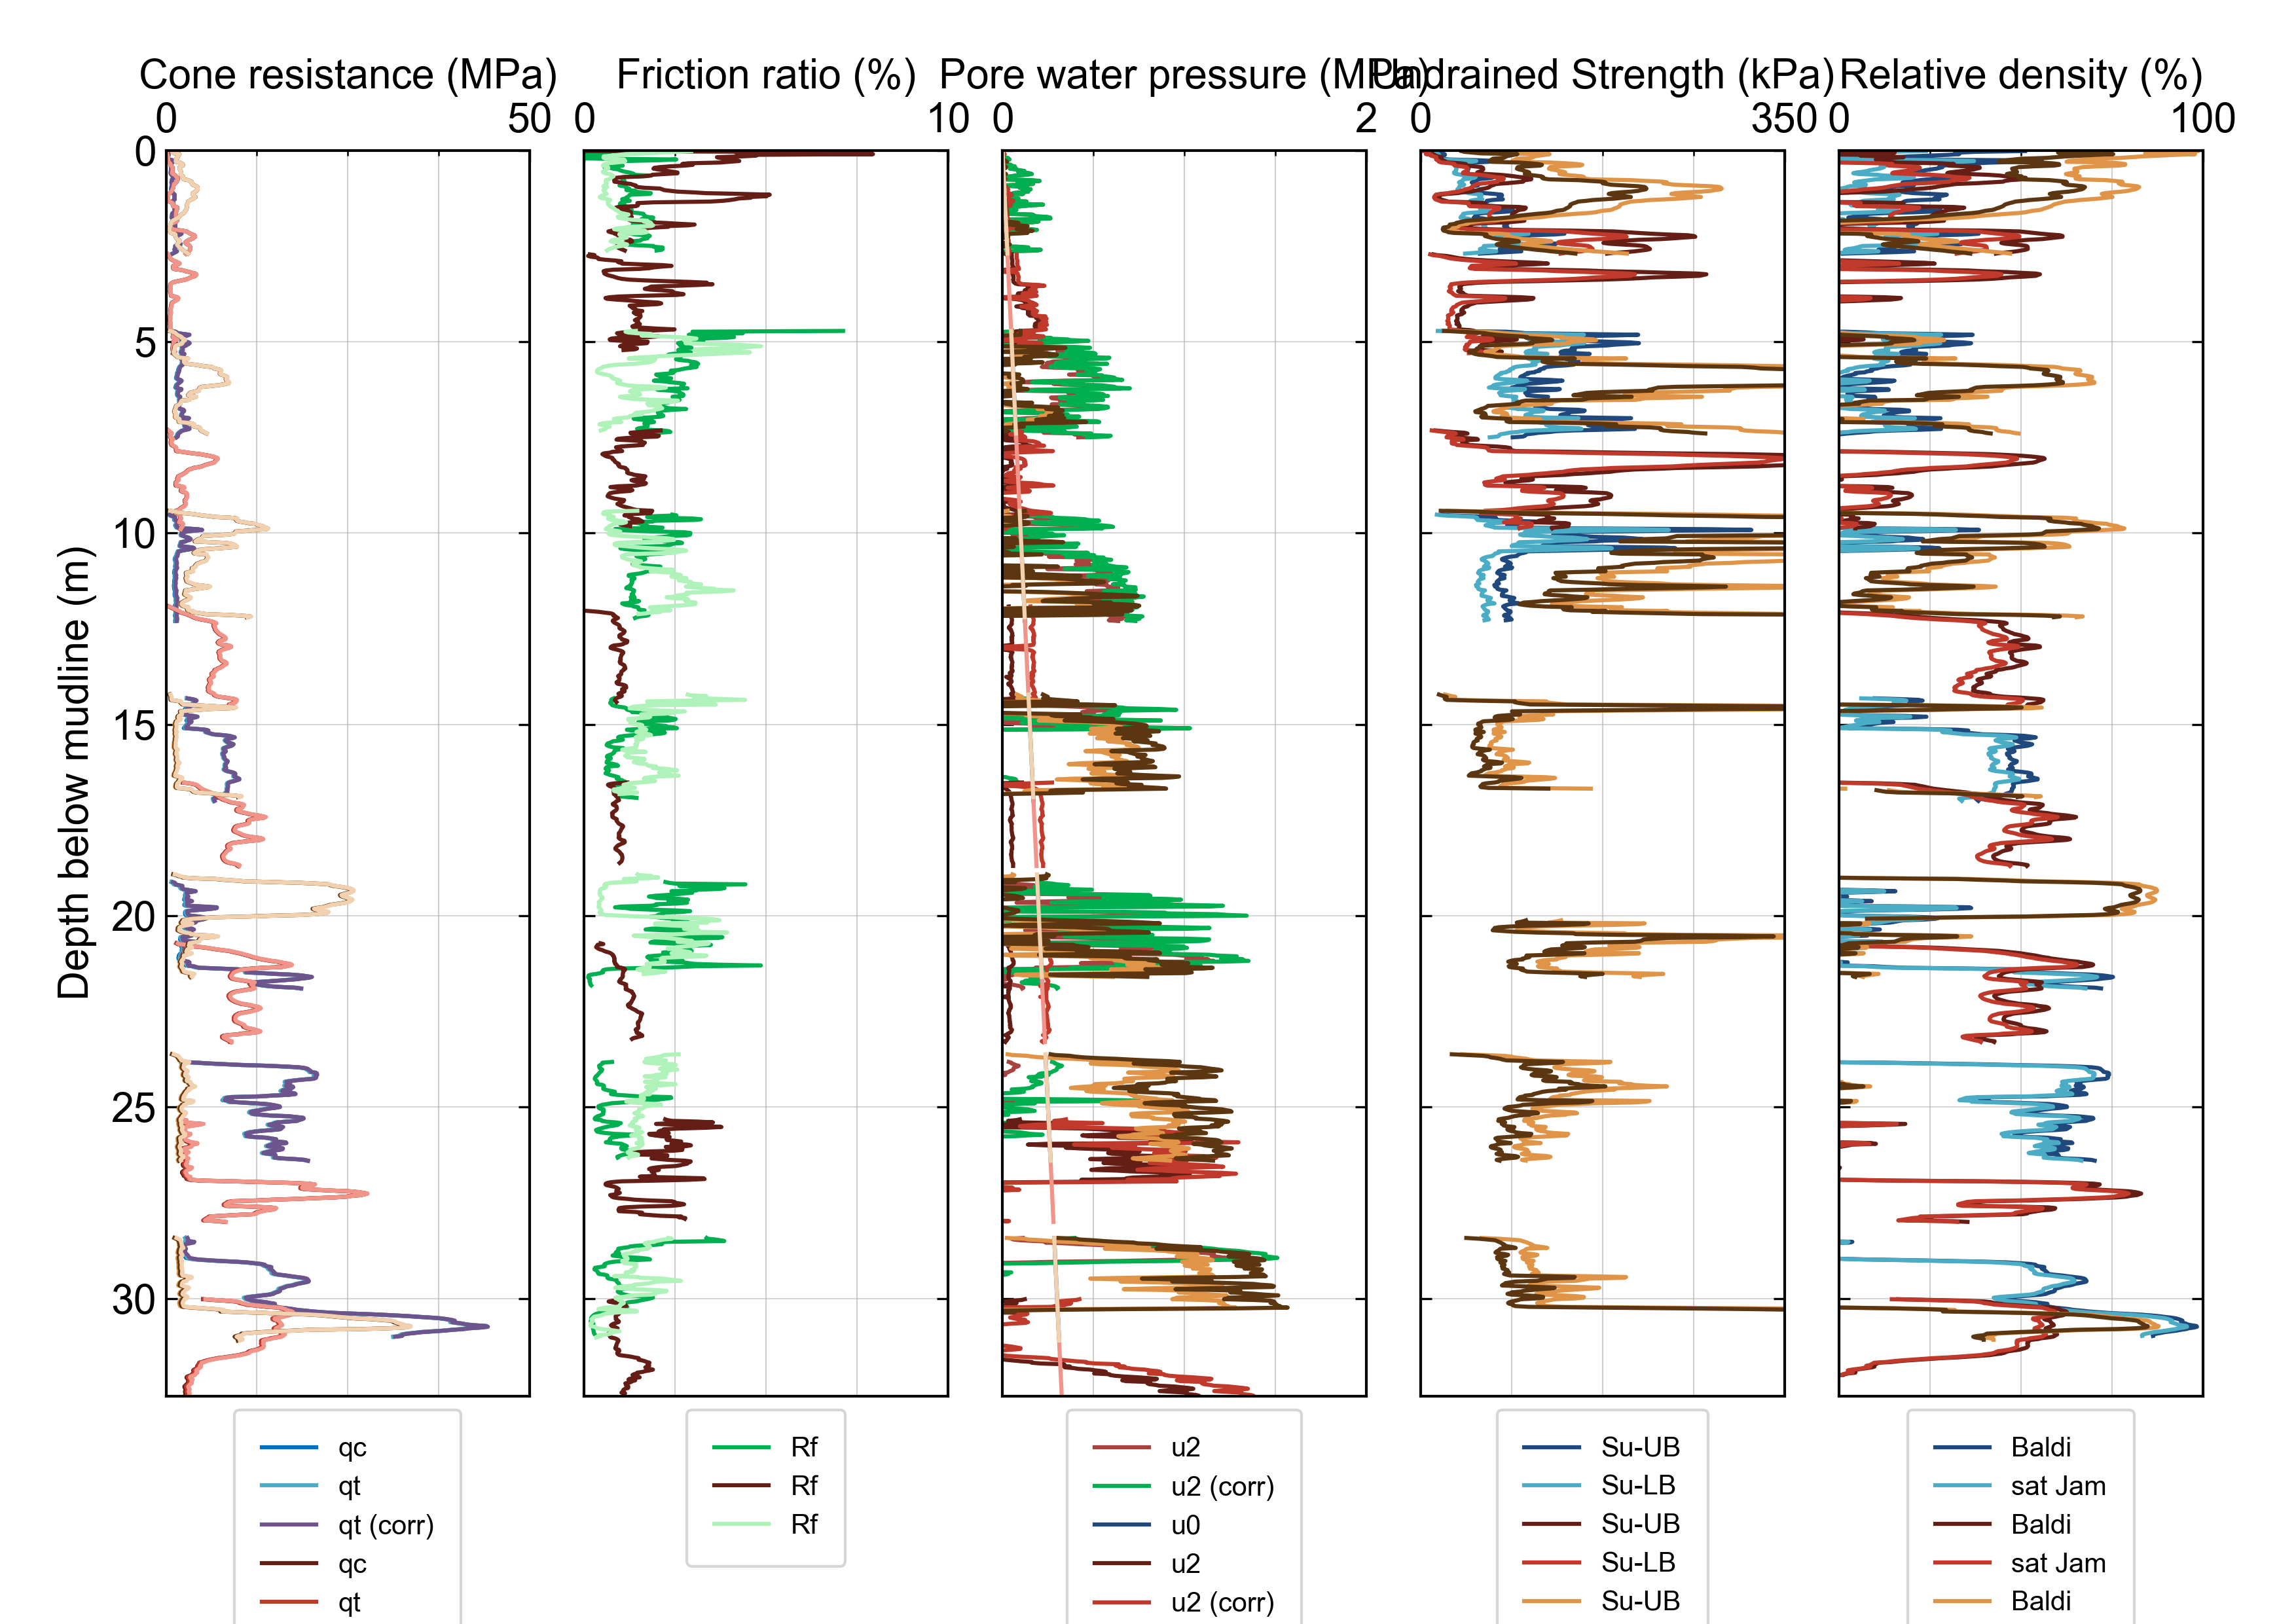 Cone resistance (MPa)
Friction ratio (%)
Pore water pressure (MPa)
Undrained Strength (kPa)
Relative density (%)
0 50
0 10
0 2
0 350
0 100
0
5
10
15
20
25
30
Depth below mudline (m)
qc
qt
qt (corr)
qc
qt
Rf
Rf
Rf
u2
u2 (corr)
u0
u2
u2 (corr)
Su-UB
Su-LB
Su-UB
Su-LB
Su-UB
Baldi
sat Jam
Baldi
sat Jam
Baldi